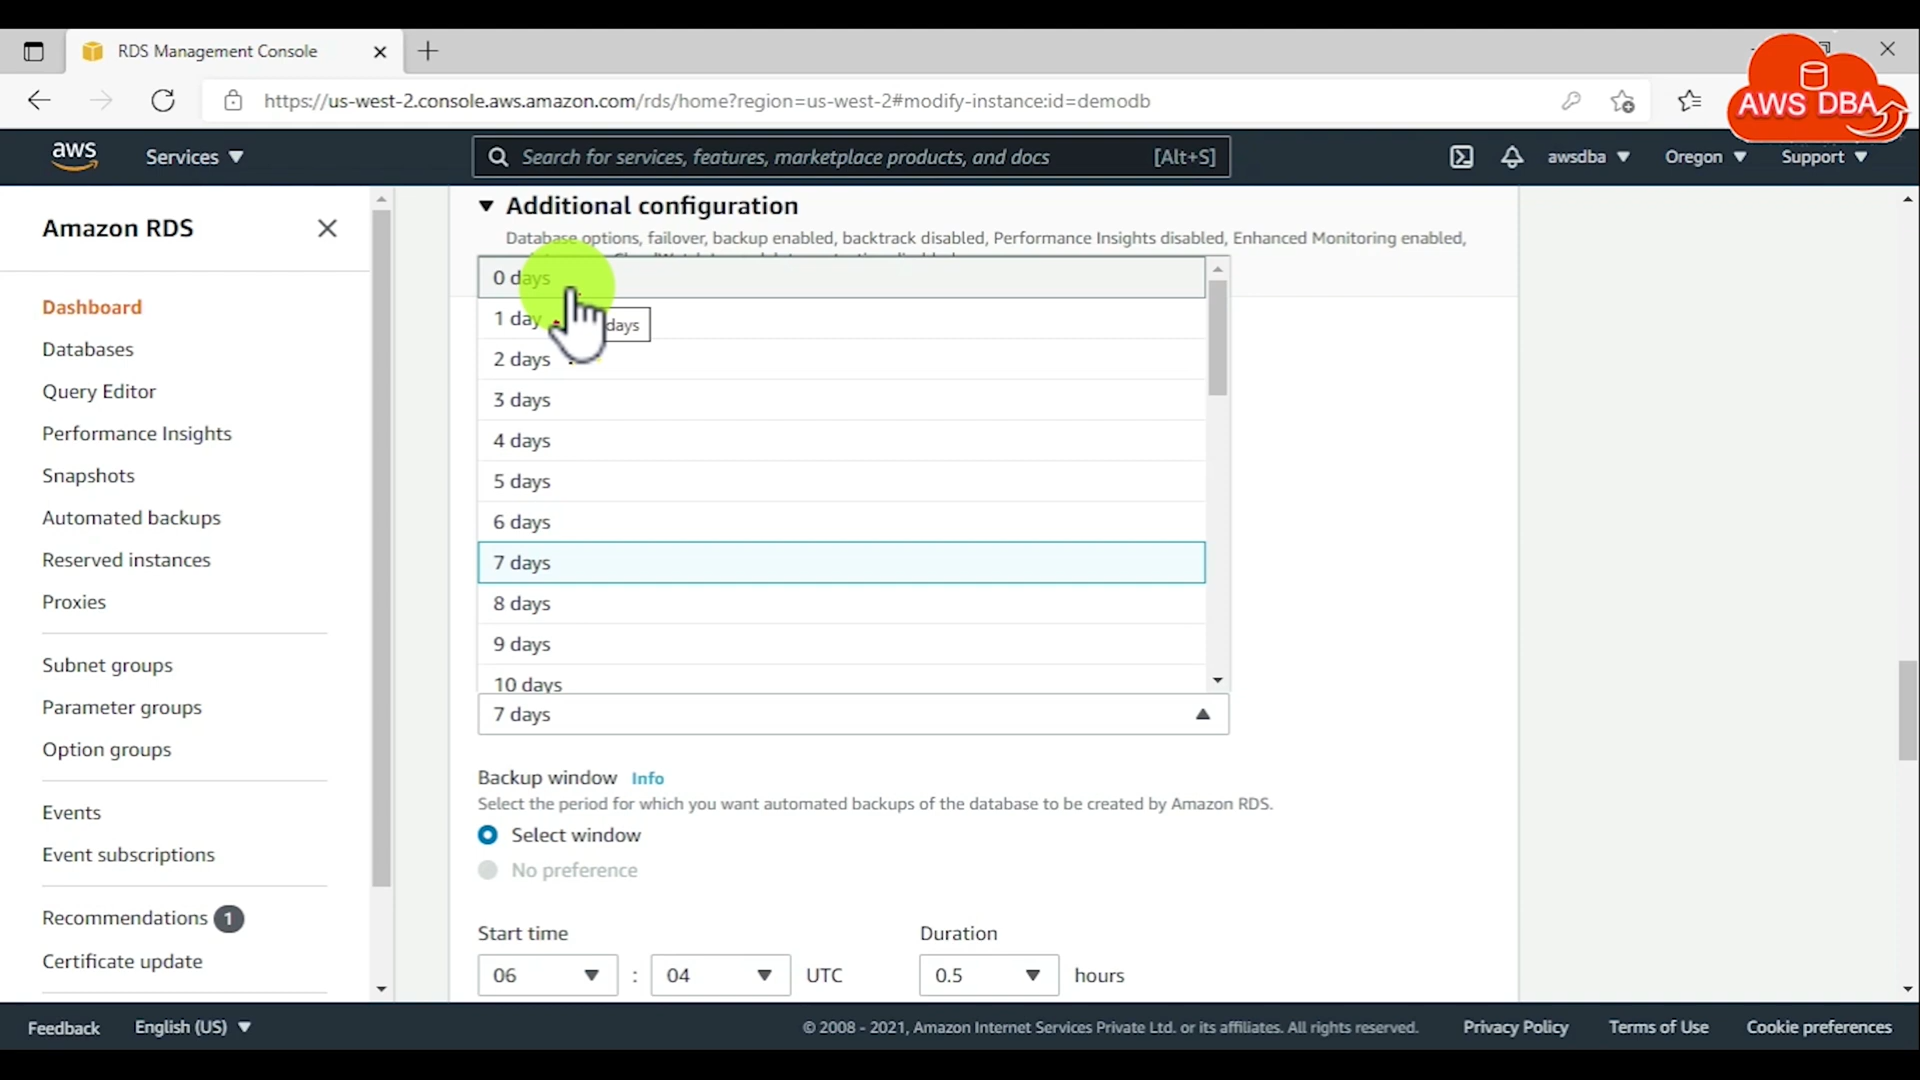 RDS Management Console
https://us-west-2.console.aws.amazon.com/rds/home?region=us-west-2#modify-instance:id=demodb
AWS DBA
aws
Services
Search for services, features, marketplace products, and docs
[Alt+S]
awsdba
Oregon
Support
Amazon RDS
Dashboard
Databases
Query Editor
Performance Insights
Snapshots
Automated backups
Reserved instances
Proxies
Subnet groups
Parameter groups
Option groups
Events
Event subscriptions
Recommendations 1
Certificate update
Additional configuration
Database options, failover, backup enabled, backtrack disabled, Performance Insights disabled, Enhanced Monitoring enabled,
0 days
1 day
days
2 days
3 days
4 days
5 days
6 days
7 days
8 days
9 days
10 days
7 days
Backup window Info
Select the period for which you want automated backups of the database to be created by Amazon RDS.
Select window
No preference
Start time
Duration
06 : 04 UTC
0.5 hours
Feedback
English (US)
© 2008 - 2021, Amazon Internet Services Private Ltd. or its affiliates. All rights reserved.
Privacy Policy
Terms of Use
Cookie preferences